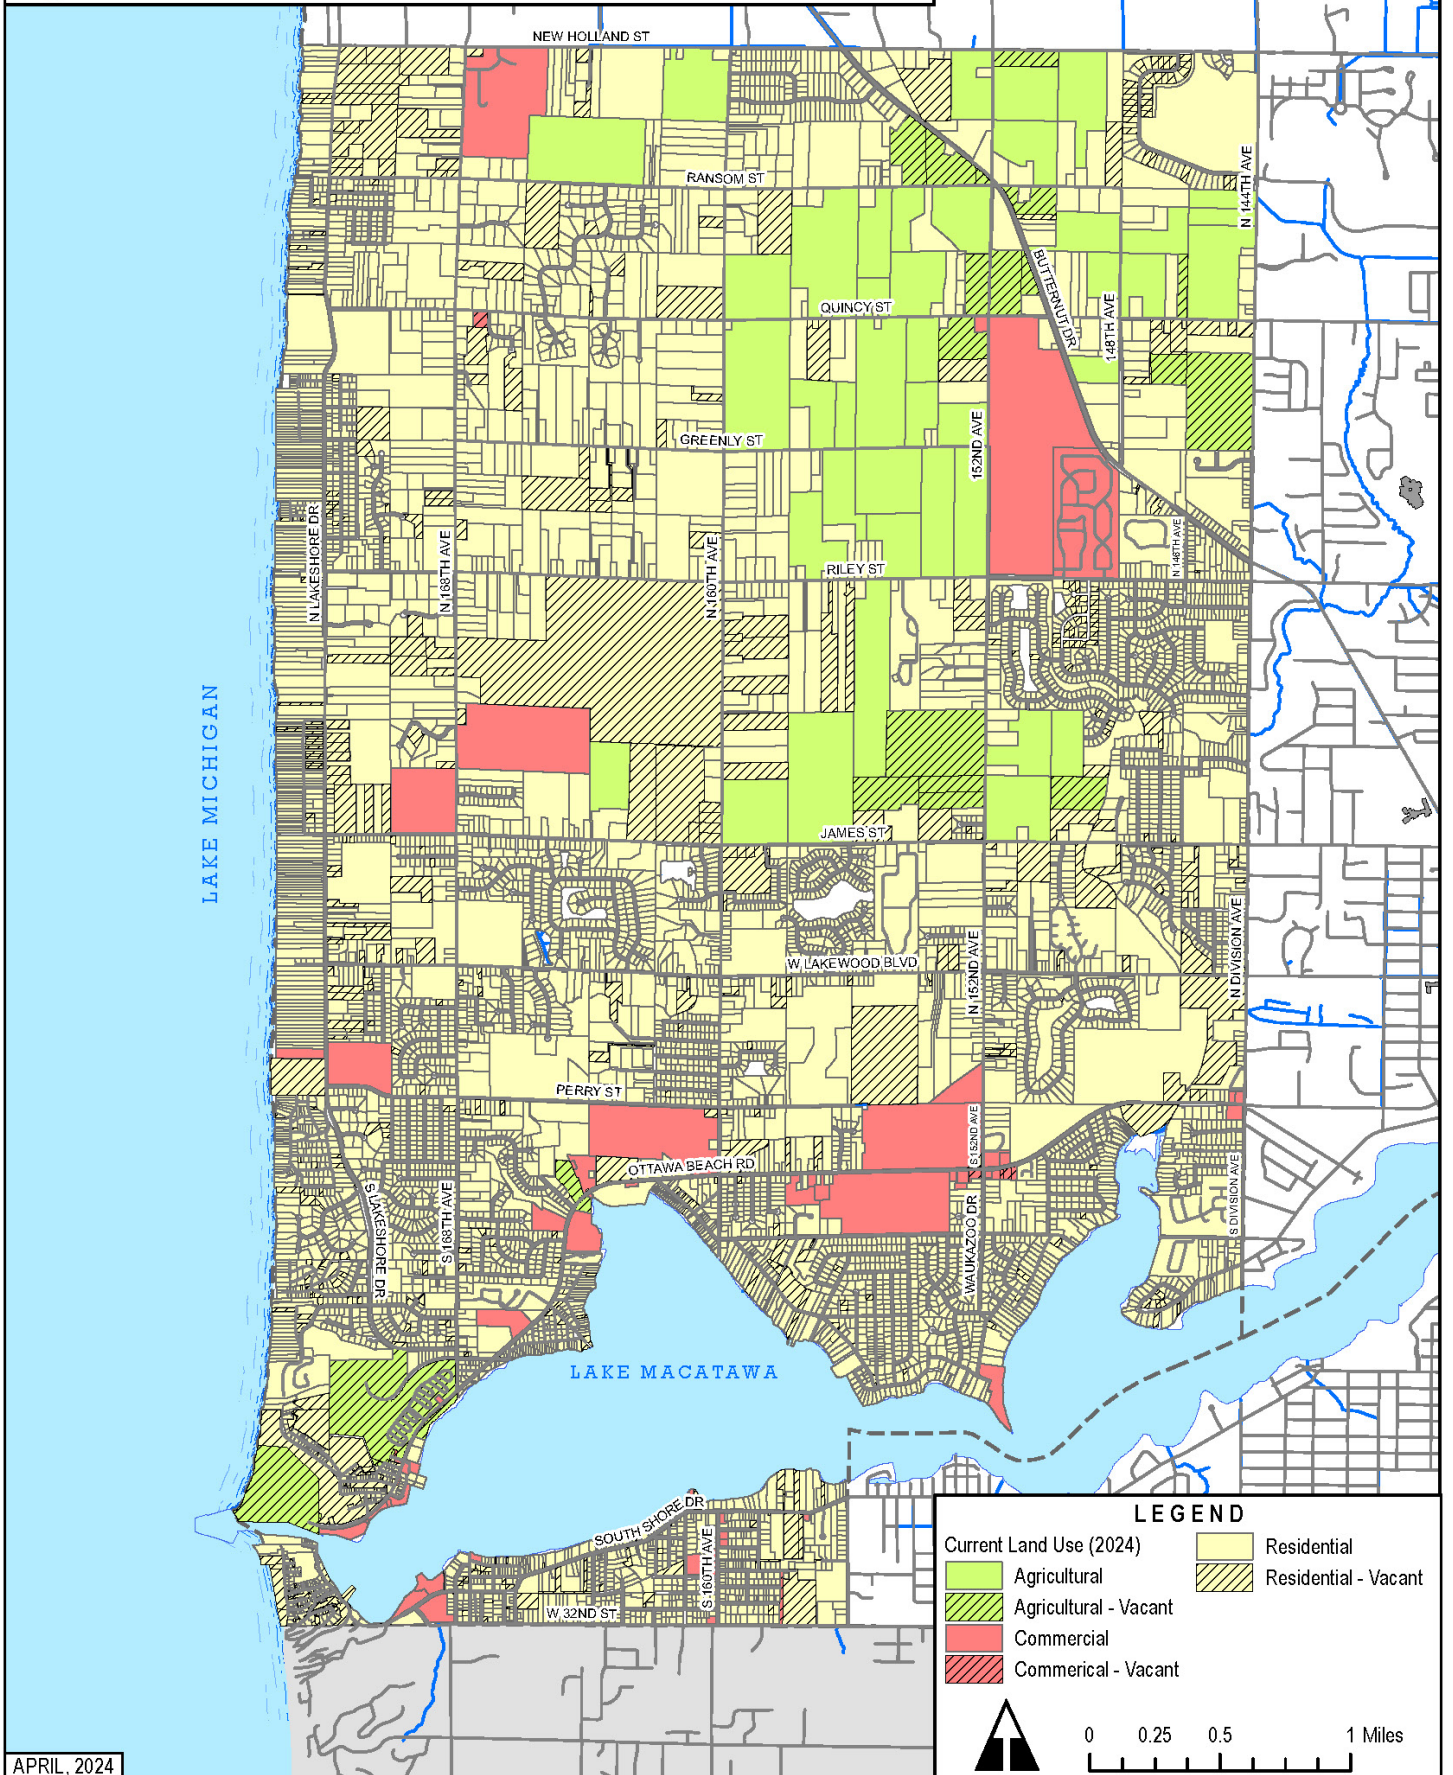 NEW HOLLAND ST
RANSOM ST
N 144TH AVE
BUTTERNUT DR
QUINCY ST
148TH AVE
GREENLY ST
152ND AVE
N LAKESHORE DR
N 168TH AVE
N 160TH AVE
RILEY ST
N 146TH AVE
LAKE MICHIGAN
JAMES ST
W LAKEWOOD BLVD
N 152ND AVE
N DIVISION AVE
PERRY ST
S 152ND AVE
OTTAWA BEACH RD
S LAKESHORE DR
S 168TH AVE
WAUKAZOO DR
S DIVISION AVE
LAKE MACATAWA
SOUTH SHORE DR
S 160TH AVE
W 32ND ST
LEGEND
Current Land Use (2024)
Agricultural
Agricultural - Vacant
Commercial
Commerical - Vacant
Residential
Residential - Vacant
0 0.25 0.5 1 Miles
APRIL, 2024